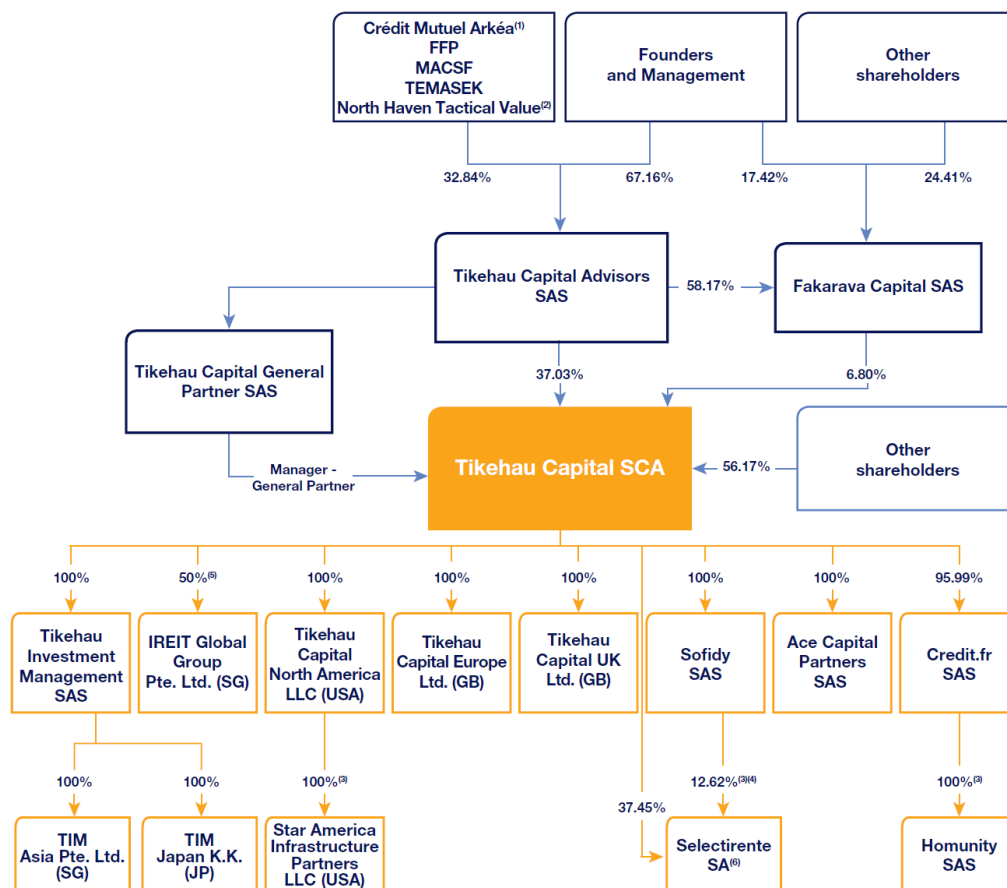 Crédit Mutuel Arkéa(1)
FFP
MACSF
TEMASEK
North Haven Tactical Value(2)
Founders
and Management
Other
shareholders
32.84%
67.16%
17.42%
24.41%
Tikehau Capital Advisors
SAS
58.17%
Fakarava Capital SAS
Tikehau Capital General
Partner SAS
37.03%
6.80%
Manager -
General Partner
Tikehau Capital SCA
56.17%
Other
shareholders
100%
50%(5)
100%
100%
100%
100%
100%
95.99%
Tikehau
Investment
Management
SAS
IREIT Global
Group
Pte. Ltd. (SG)
Tikehau
Capital
North America
LLC (USA)
Tikehau
Capital Europe
Ltd. (GB)
Tikehau
Capital UK
Ltd. (GB)
Sofidy
SAS
Ace Capital
Partners
SAS
Credit.fr
SAS
100%
100%
100%(3)
37.45%
12.62%(3)(4)
100%(3)
TIM
Asia Pte. Ltd.
(SG)
TIM
Japan K.K.
(JP)
Star America
Infrastructure
Partners
LLC (USA)
Selectirente
SA(6)
Homunity
SAS